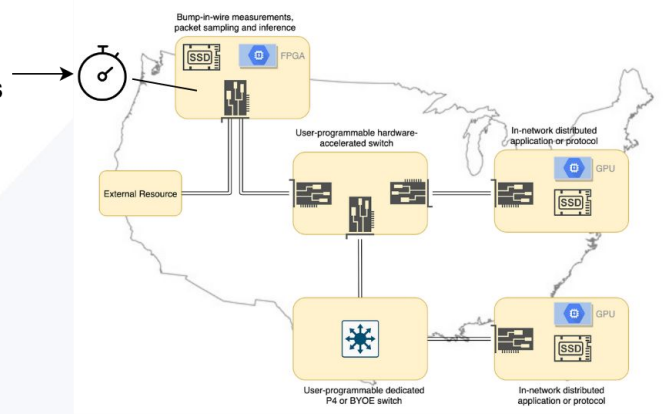 Bump-in-wire measurements,
packet sampling and inference
SSD
FPGA
s
User-programmable hardware-
accelerated switch
In-network distributed
application or protocol
GPU
SSD
External Resource
GPU
SSD
User-programmable dedicated
P4 or BYOE switch
In-network distributed
application or protocol